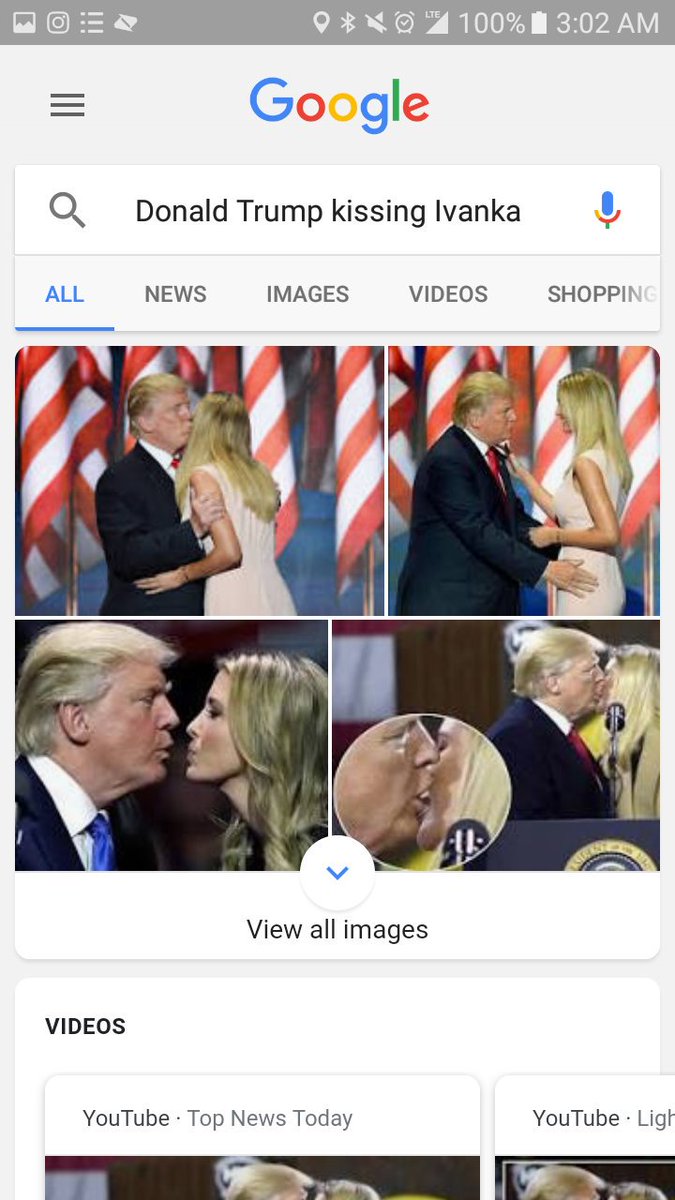 LTE 100% 3:02 AM
Google
Donald Trump kissing Ivanka
ALL NEWS IMAGES VIDEOS SHOPPING
View all images
VIDEOS
YouTube · Top News Today
YouTube · Ligh